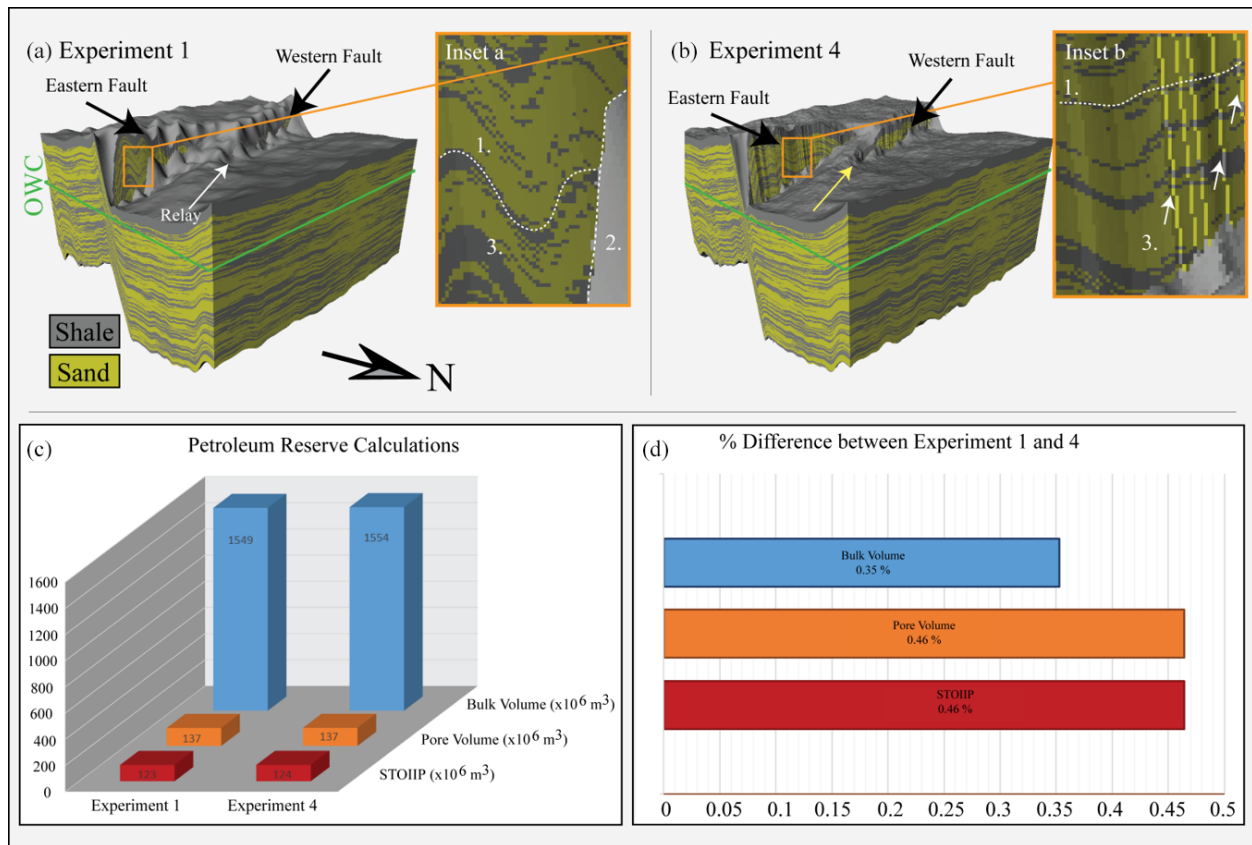 (a) Experiment 1
Western Fault
Eastern Fault
Inset a
1.
2.
3.
OWC
Relay
Shale
Sand
N
(b) Experiment 4
Western Fault
Eastern Fault
Inset b
1.
3.
(c)
Petroleum Reserve Calculations
1549
1554
1600
1400
1200
1000
800
600
400
200
0
137
137
123
124
Bulk Volume (x10⁶ m³)
Pore Volume (x10⁶ m³)
STOIIP (x10⁶ m³)
Experiment 1
Experiment 4
(d)
% Difference between Experiment 1 and 4
Bulk Volume
0.35 %
Pore Volume
0.46 %
STOIIP
0.46 %
0 0.05 0.1 0.15 0.2 0.25 0.3 0.35 0.4 0.45 0.5